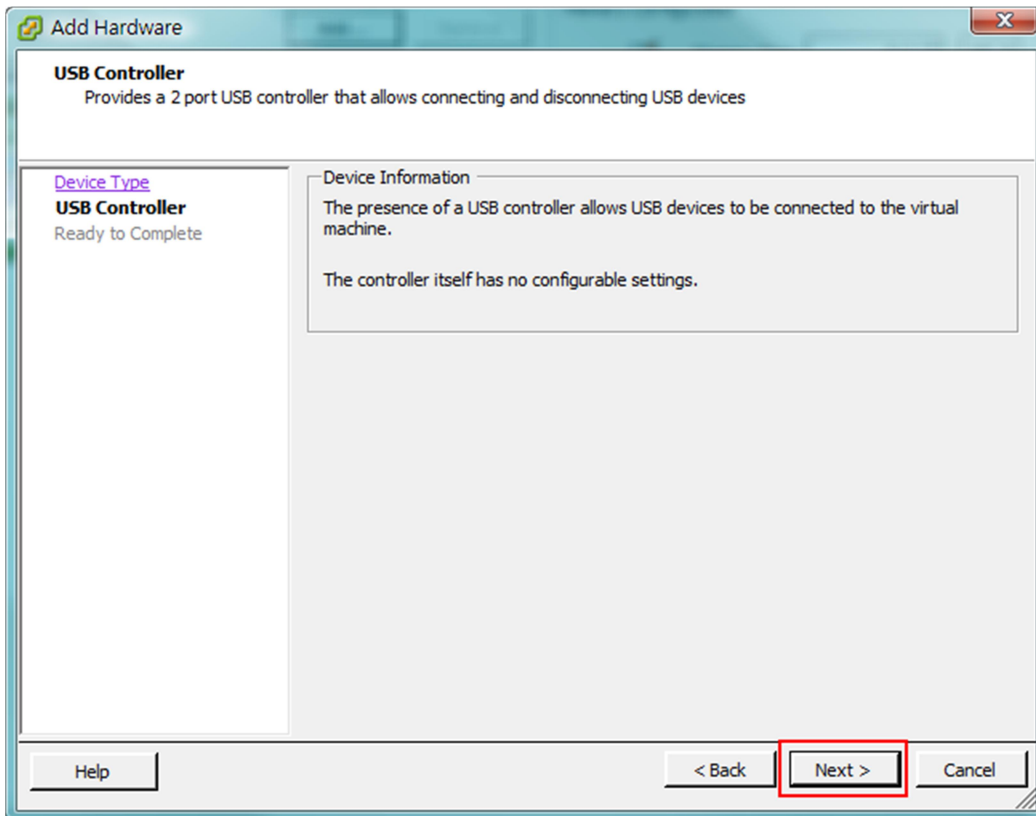 Add Hardware
USB Controller
Provides a 2 port USB controller that allows connecting and disconnecting USB devices
Device Type
USB Controller
Ready to Complete
Device Information
The presence of a USB controller allows USB devices to be connected to the virtual
machine.
The controller itself has no configurable settings.
Help
< Back
Next >
Cancel